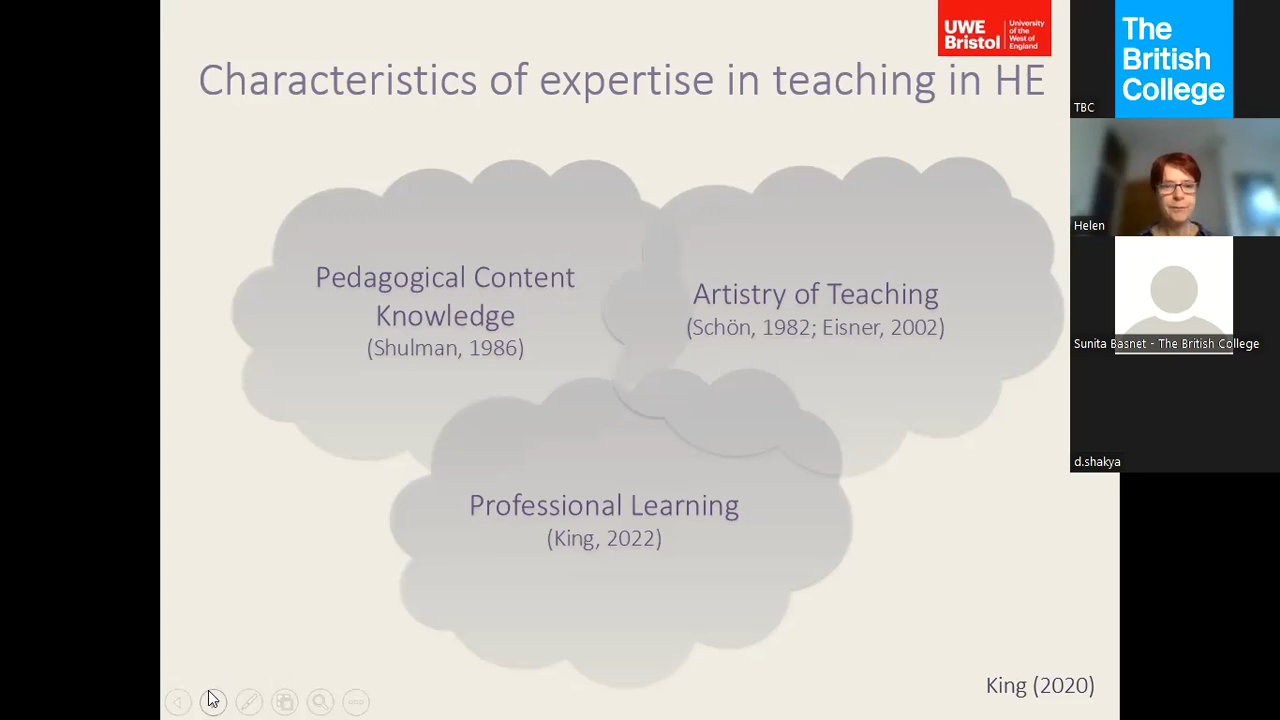 UWE
Bristol
University
of the
West of
England
Characteristics of expertise in teaching in HE
Pedagogical Content
Knowledge
(Shulman, 1986)
Artistry of Teaching
(Schön, 1982; Eisner, 2002)
Professional Learning
(King, 2022)
King (2020)
The
British
College
TBC
Helen
Sunita Basnet - The British College
d.shakya